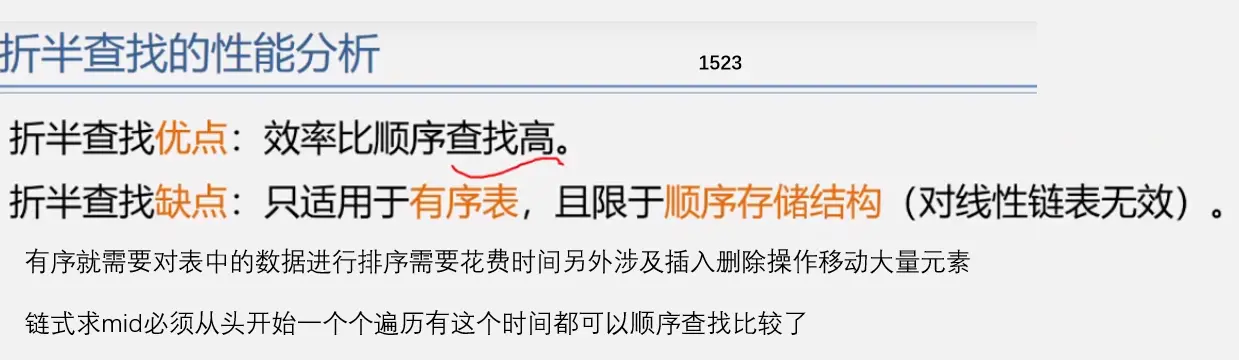 折半查找的性能分析
1523
折半查找优点：效率比顺序查找高。
折半查找缺点：只适用于有序表，且限于顺序存储结构（对线性链表无效）。
有序就需要对表中的数据进行排序需要花费时间另外涉及插入删除操作移动大量元素
链式求mid必须从头开始一个个遍历有这个时间都可以顺序查找比较了